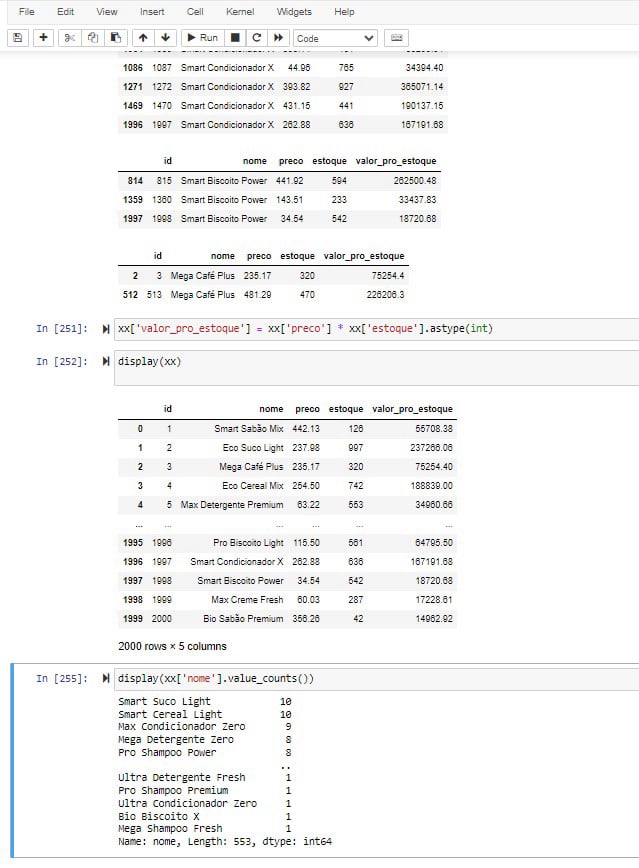 File Edit View Insert Cell Kernel Widgets Help
Run Code
1086 1087 Smart Condicionador X 44.96 765 34394.40
1271 1272 Smart Condicionador X 393.82 927 365071.14
1469 1470 Smart Condicionador X 431.15 441 190137.15
1996 1997 Smart Condicionador X 262.88 636 167191.68
id nome preco estoque valor_pro_estoque
814 815 Smart Biscoito Power 441.92 594 262500.48
1359 1360 Smart Biscoito Power 143.51 233 33437.83
1997 1998 Smart Biscoito Power 34.54 542 18720.68
id nome preco estoque valor_pro_estoque
2 3 Mega Café Plus 235.17 320 75254.4
512 513 Mega Café Plus 481.29 470 226206.3
In [251]: xx['valor_pro_estoque'] = xx['preco'] * xx['estoque'].astype(int)
In [252]: display(xx)
id nome preco estoque valor_pro_estoque
0 1 Smart Sabão Mix 442.13 126 55708.38
1 2 Eco Suco Light 237.98 997 237266.06
2 3 Mega Café Plus 235.17 320 75254.40
3 4 Eco Cereal Mix 254.50 742 188839.00
4 5 Max Detergente Premium 63.22 553 34960.66
... ... ... ... ... ...
1995 1996 Pro Biscoito Light 115.50 561 64795.50
1996 1997 Smart Condicionador X 262.88 636 167191.68
1997 1998 Smart Biscoito Power 34.54 542 18720.68
1998 1999 Max Creme Fresh 60.03 287 17228.61
1999 2000 Bio Sabão Premium 356.26 42 14962.92
2000 rows × 5 columns
In [255]: display(xx['nome'].value_counts())
Smart Suco Light 10
Smart Cereal Light 10
Max Condicionador Zero 9
Mega Detergente Zero 8
Pro Shampoo Power 8
..
Ultra Detergente Fresh 1
Pro Shampoo Premium 1
Ultra Condicionador Zero 1
Bio Biscoito X 1
Mega Shampoo Fresh 1
Name: nome, Length: 553, dtype: int64